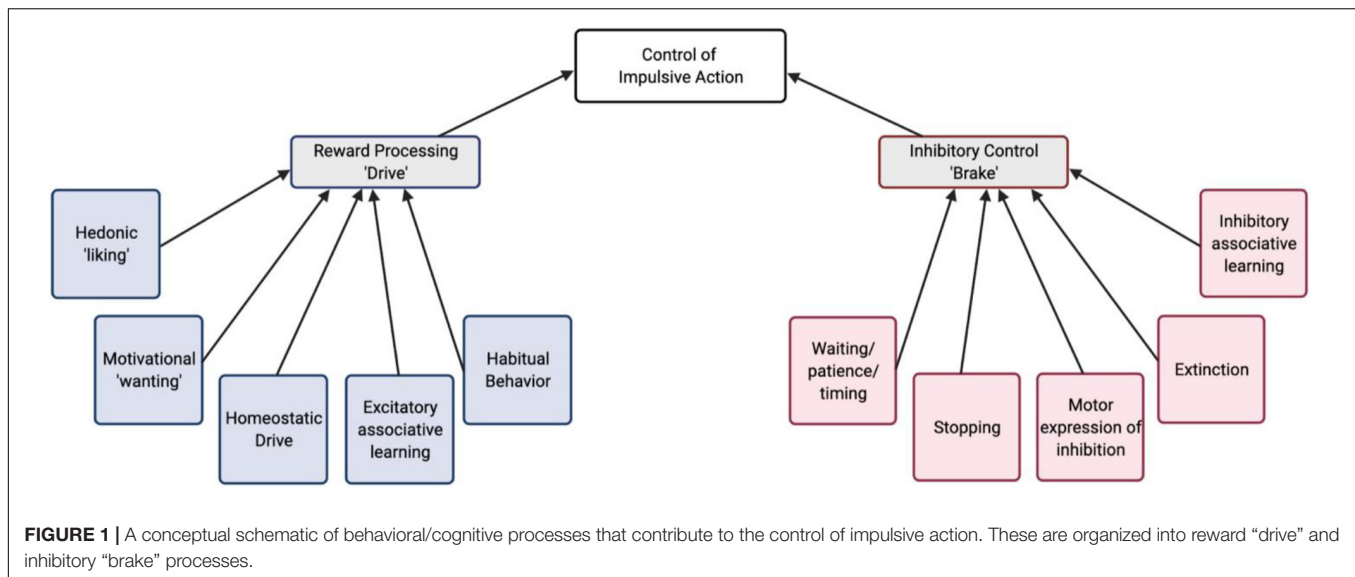 Control of
Impulsive Action
Reward Processing
'Drive'
Inhibitory Control
'Brake'
Hedonic
'liking'
Motivational
'wanting'
Homeostatic
Drive
Excitatory
associative
learning
Habitual
Behavior
Waiting/
patience/
timing
Stopping
Motor
expression of
inhibition
Extinction
Inhibitory
associative
learning
FIGURE 1 | A conceptual schematic of behavioral/cognitive processes that contribute to the control of impulsive action. These are organized into reward “drive” and
inhibitory “brake” processes.